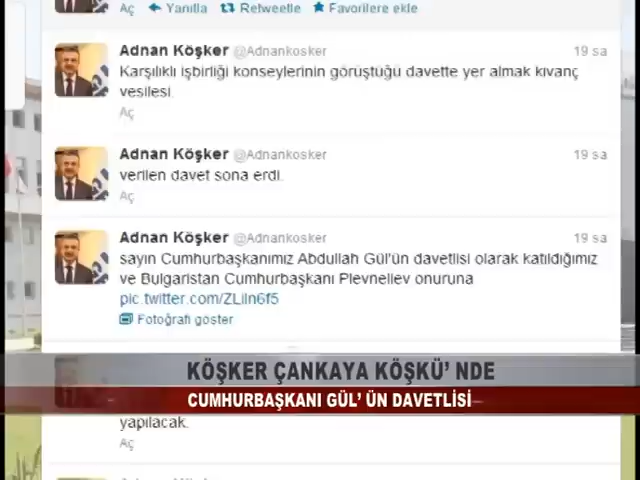 Aç Yanıtla Retweetle Favorilere ekle
Adnan Köşker @Adnankosker 19 sa
Karşılıklı işbirliği konseylerinin görüştüğü davette yer almak kıvanç
vesilesi.
Aç
Adnan Köşker @Adnankosker 19 sa
verilen davet sona erdi.
Aç
Adnan Köşker @Adnankosker 19 sa
sayın Cumhurbaşkanımız Abdullah Gül'ün davetlisi olarak katıldığımız
ve Bulgaristan Cumhurbaşkanı Plevneliev onuruna
pic.twitter.com/ZLiIn6f5
Fotoğrafı göster
KÖŞKER ÇANKAYA KÖŞKÜ' NDE
CUMHURBAŞKANI GÜL' ÜN DAVETLİSİ
yapılacak.
Aç